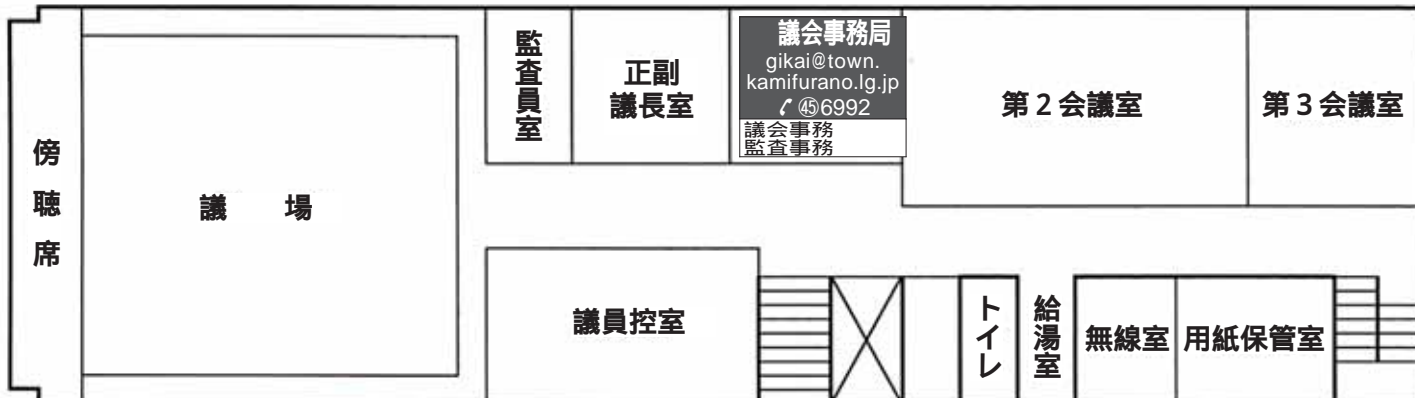 傍聴席
議場
監査員室
正副
議長室
議会事務局
gikai@town.
kamifurano.lg.jp
㊺6992
議会事務
監査事務
第2会議室
第3会議室
議員控室
トイレ
給湯室
無線室
用紙保管室